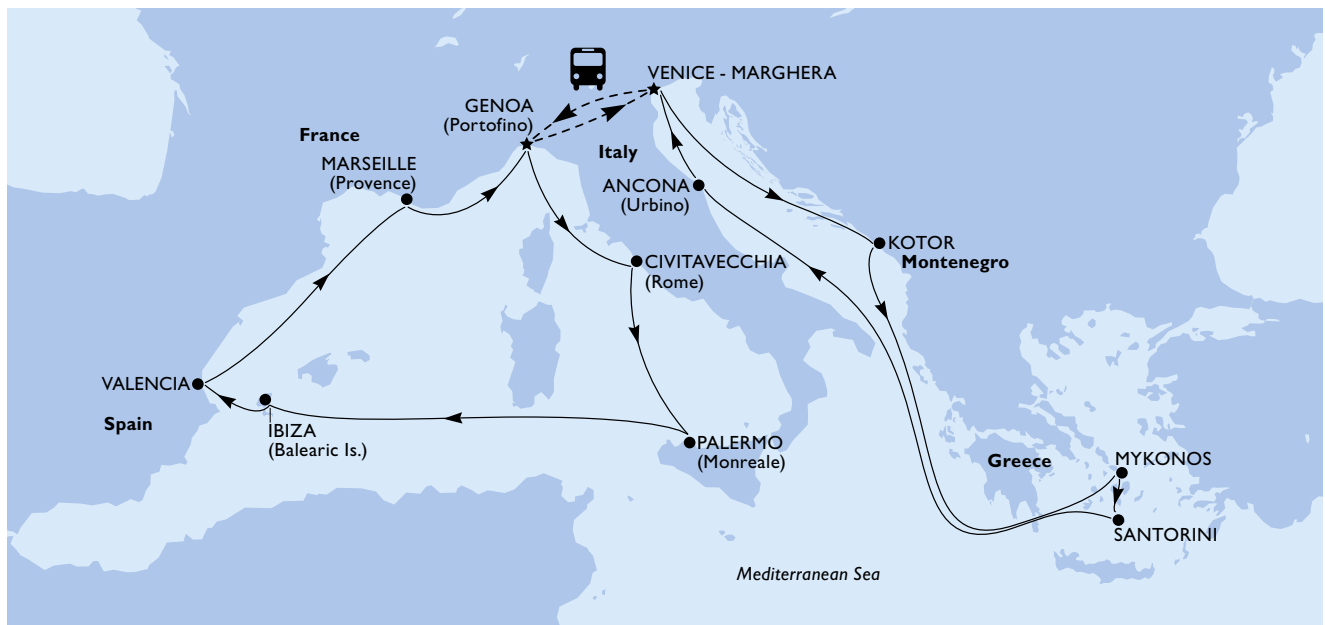 VENICE - MARGHERA
GENOA
(Portofino)
France
MARSEILLE
(Provence)
Italy
ANCONA
(Urbino)
KOTOR
Montenegro
CIVITAVECCHIA
(Rome)
VALENCIA
Spain
IBIZA
(Balearic Is.)
PALERMO
(Monreale)
Greece
MYKONOS
SANTORINI
Mediterranean Sea